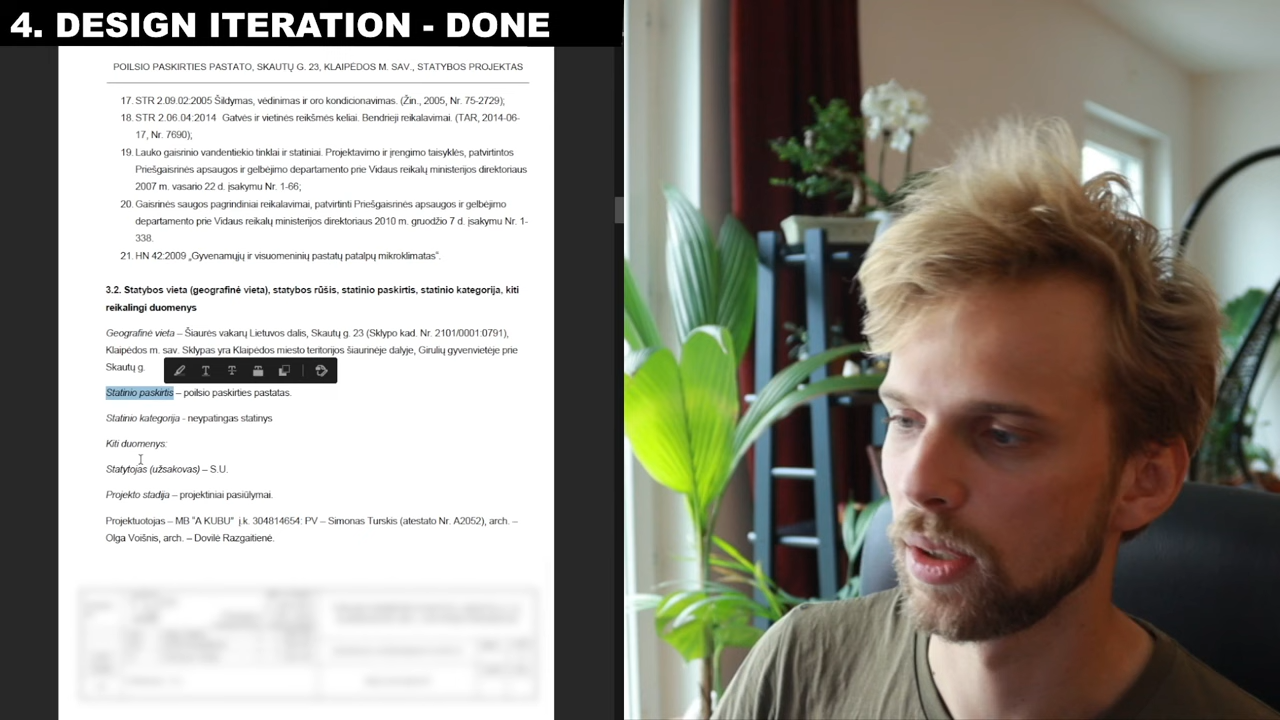 4. DESIGN ITERATION - DONE
POILSIO PASKIRTIES PASTATO, SKAUTŲ G. 23, KLAIPĖDOS M. SAV., STATYBOS PROJEKTAS
17. STR 2.09.02:2005 Šildymas, vėdinimas ir oro kondicionavimas. (Žin., 2005, Nr. 75-2729);
18. STR 2.06.04:2014 Gatvės ir vietinės reikšmės keliai. Bendrieji reikalavimai. (TAR, 2014-06-
17, Nr. 7690);
19. Lauko gaisrinio vandentiekio tinklai ir statiniai. Projektavimo ir įrengimo taisyklės, patvirtintos
Priešgaisrinės apsaugos ir gelbėjimo departamento prie Vidaus reikalų ministerijos direktoriaus
2007 m. vasario 22 d. įsakymu Nr. 1-66;
20. Gaisrinės saugos pagrindiniai reikalavimai, patvirtinti Priešgaisrinės apsaugos ir gelbėjimo
departamento prie Vidaus reikalų ministerijos direktoriaus 2010 m. gruodžio 7 d. įsakymu Nr. 1-
338.
21. HN 42:2009 „Gyvenamųjų ir visuomeninių pastatų patalpų mikroklimatas“.
3.2. Statybos vieta (geografinė vieta), statybos rūšis, statinio paskirtis, statinio kategorija, kiti
reikalingi duomenys
Geografinė vieta – Šiaurės vakarų Lietuvos dalis, Skautų g. 23 (Sklypo kad. Nr. 2101/0001:0791),
Klaipėdos m. sav. Sklypas yra Klaipėdos miesto teritorijos šiaurinėje dalyje, Girulių gyvenvietėje prie
Skautų g.
Statinio paskirtis – poilsio paskirties pastatas.
Statinio kategorija - neypatingas statinys
Kiti duomenys:
Statytojas (užsakovas) – S.U.
Projekto stadija – projektiniai pasiūlymai.
Projektuotojas – MB "A KUBU" į.k. 304814654: PV – Simonas Turskis (atestato Nr. A2052), arch. –
Olga Voišnis, arch. – Dovilė Razgaitienė.